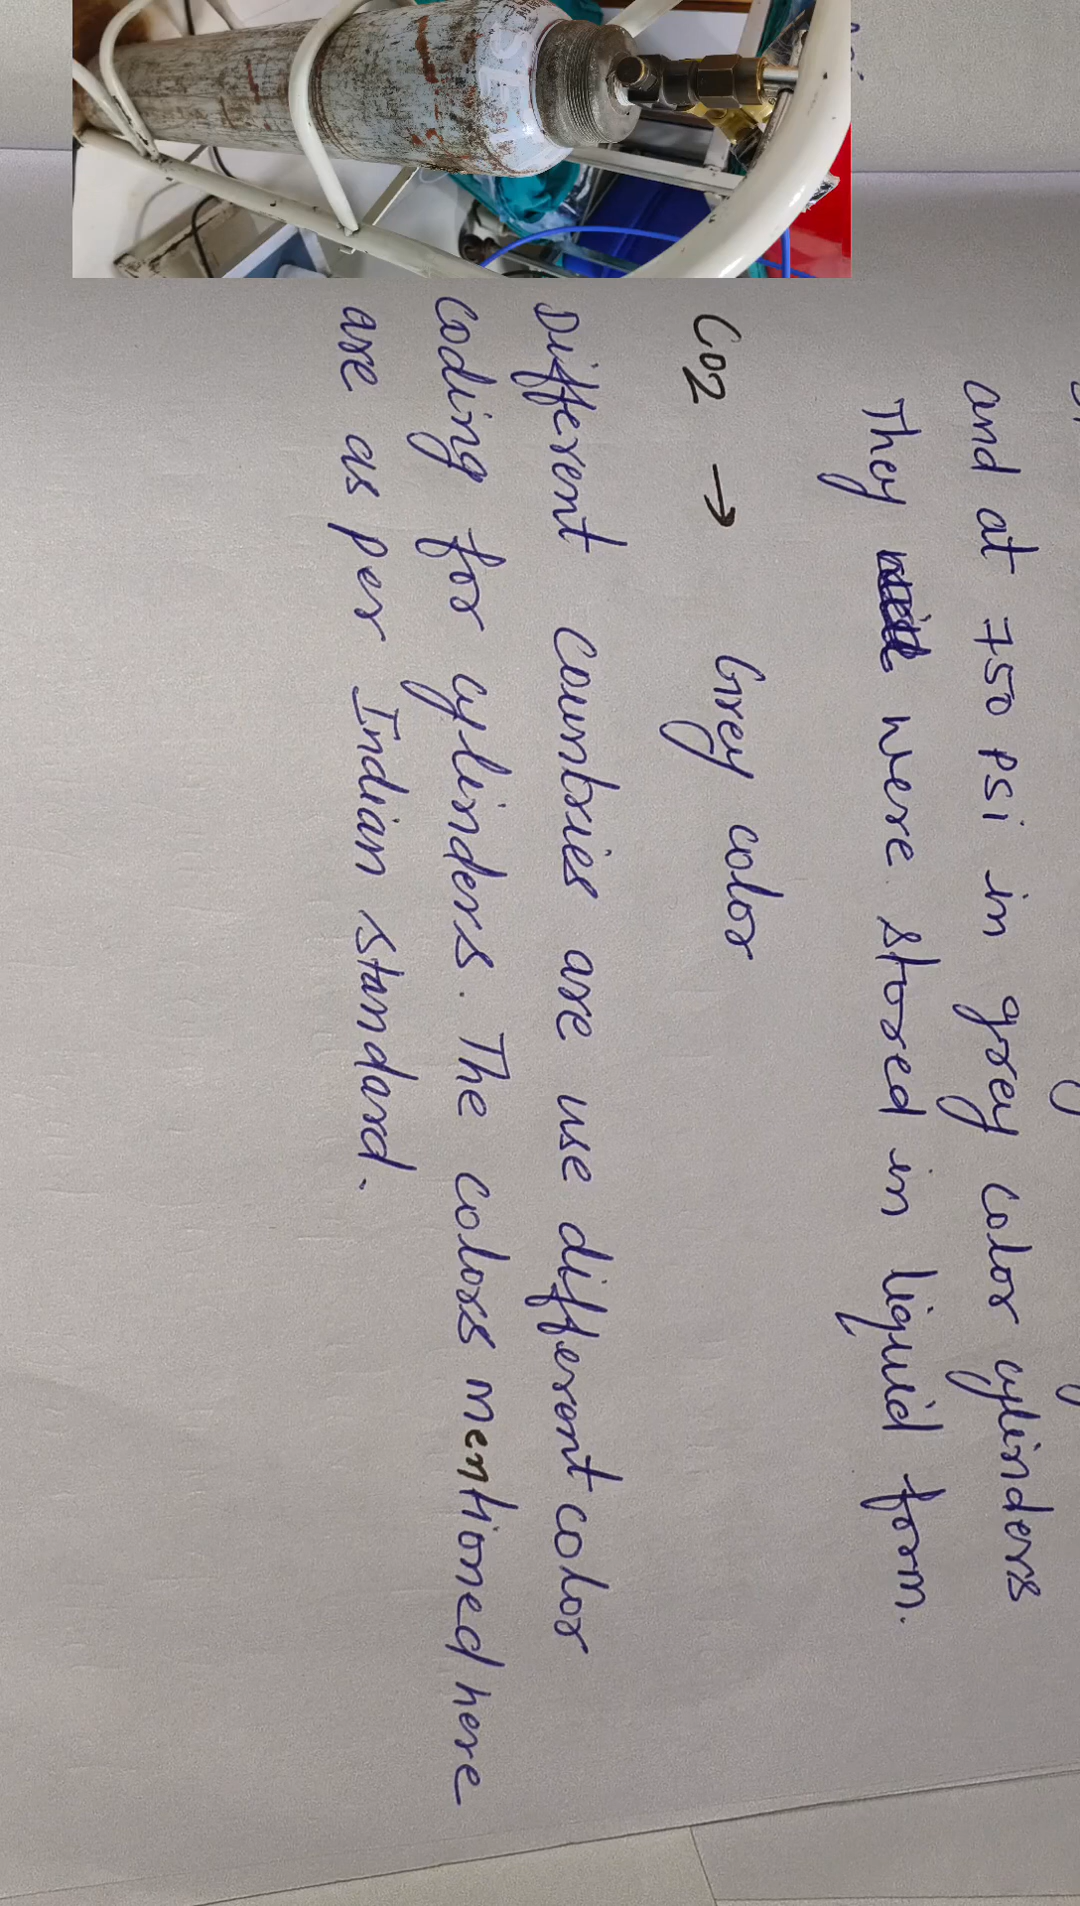 and at 750 psi in grey color cylinders
They were stored in liquid form.
CO2 → Grey color
Different countries are use different color
coding for cylinders. The colors mentioned here
are as per Indian standard.